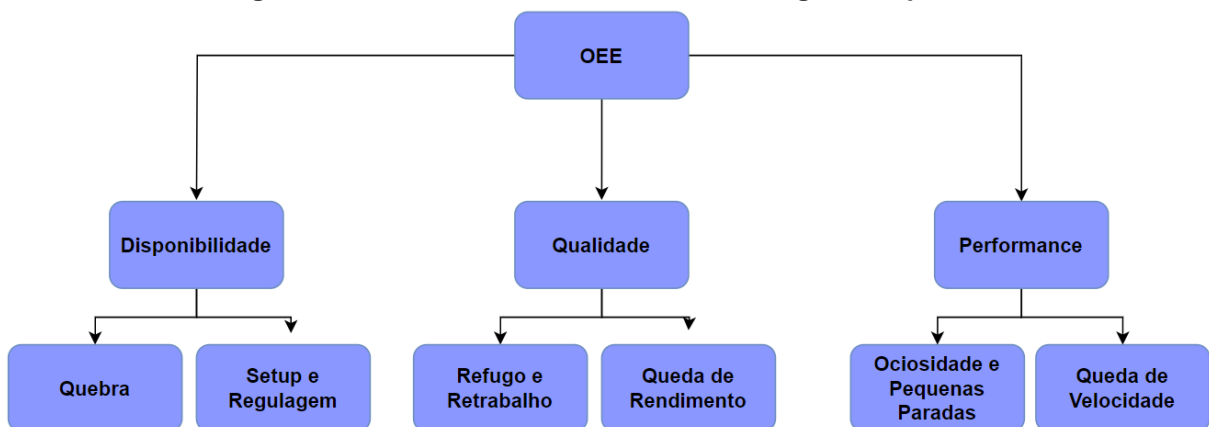 OEE
Disponibilidade
Qualidade
Performance
Quebra
Setup e
Regulagem
Refugo e
Retrabalho
Queda de
Rendimento
Ociosidade e
Pequenas
Paradas
Queda de
Velocidade